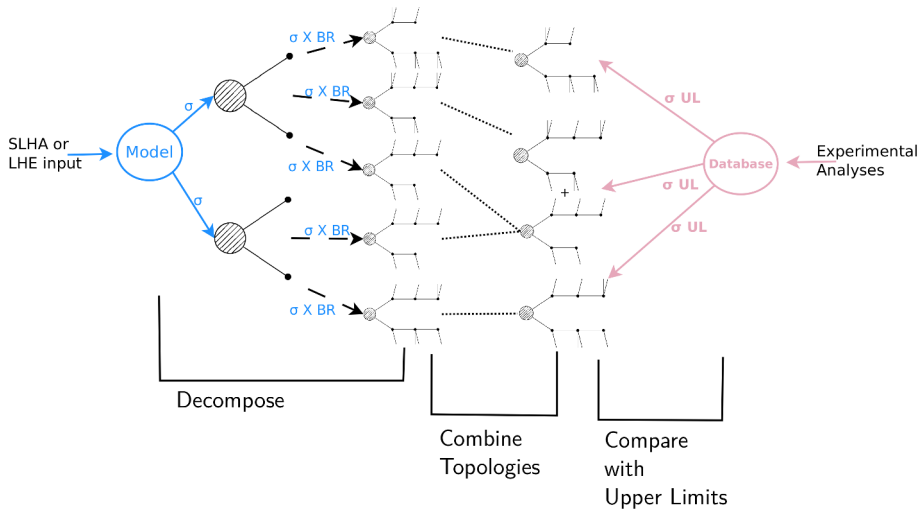 SLHA or
LHE input
Model
σ
σ
σ X BR
σ X BR
σ X BR
σ X BR
σ X BR
+
σ UL
σ UL
σ UL
Database
Experimental
Analyses
Decompose
Combine
Topologies
Compare
with
Upper Limits